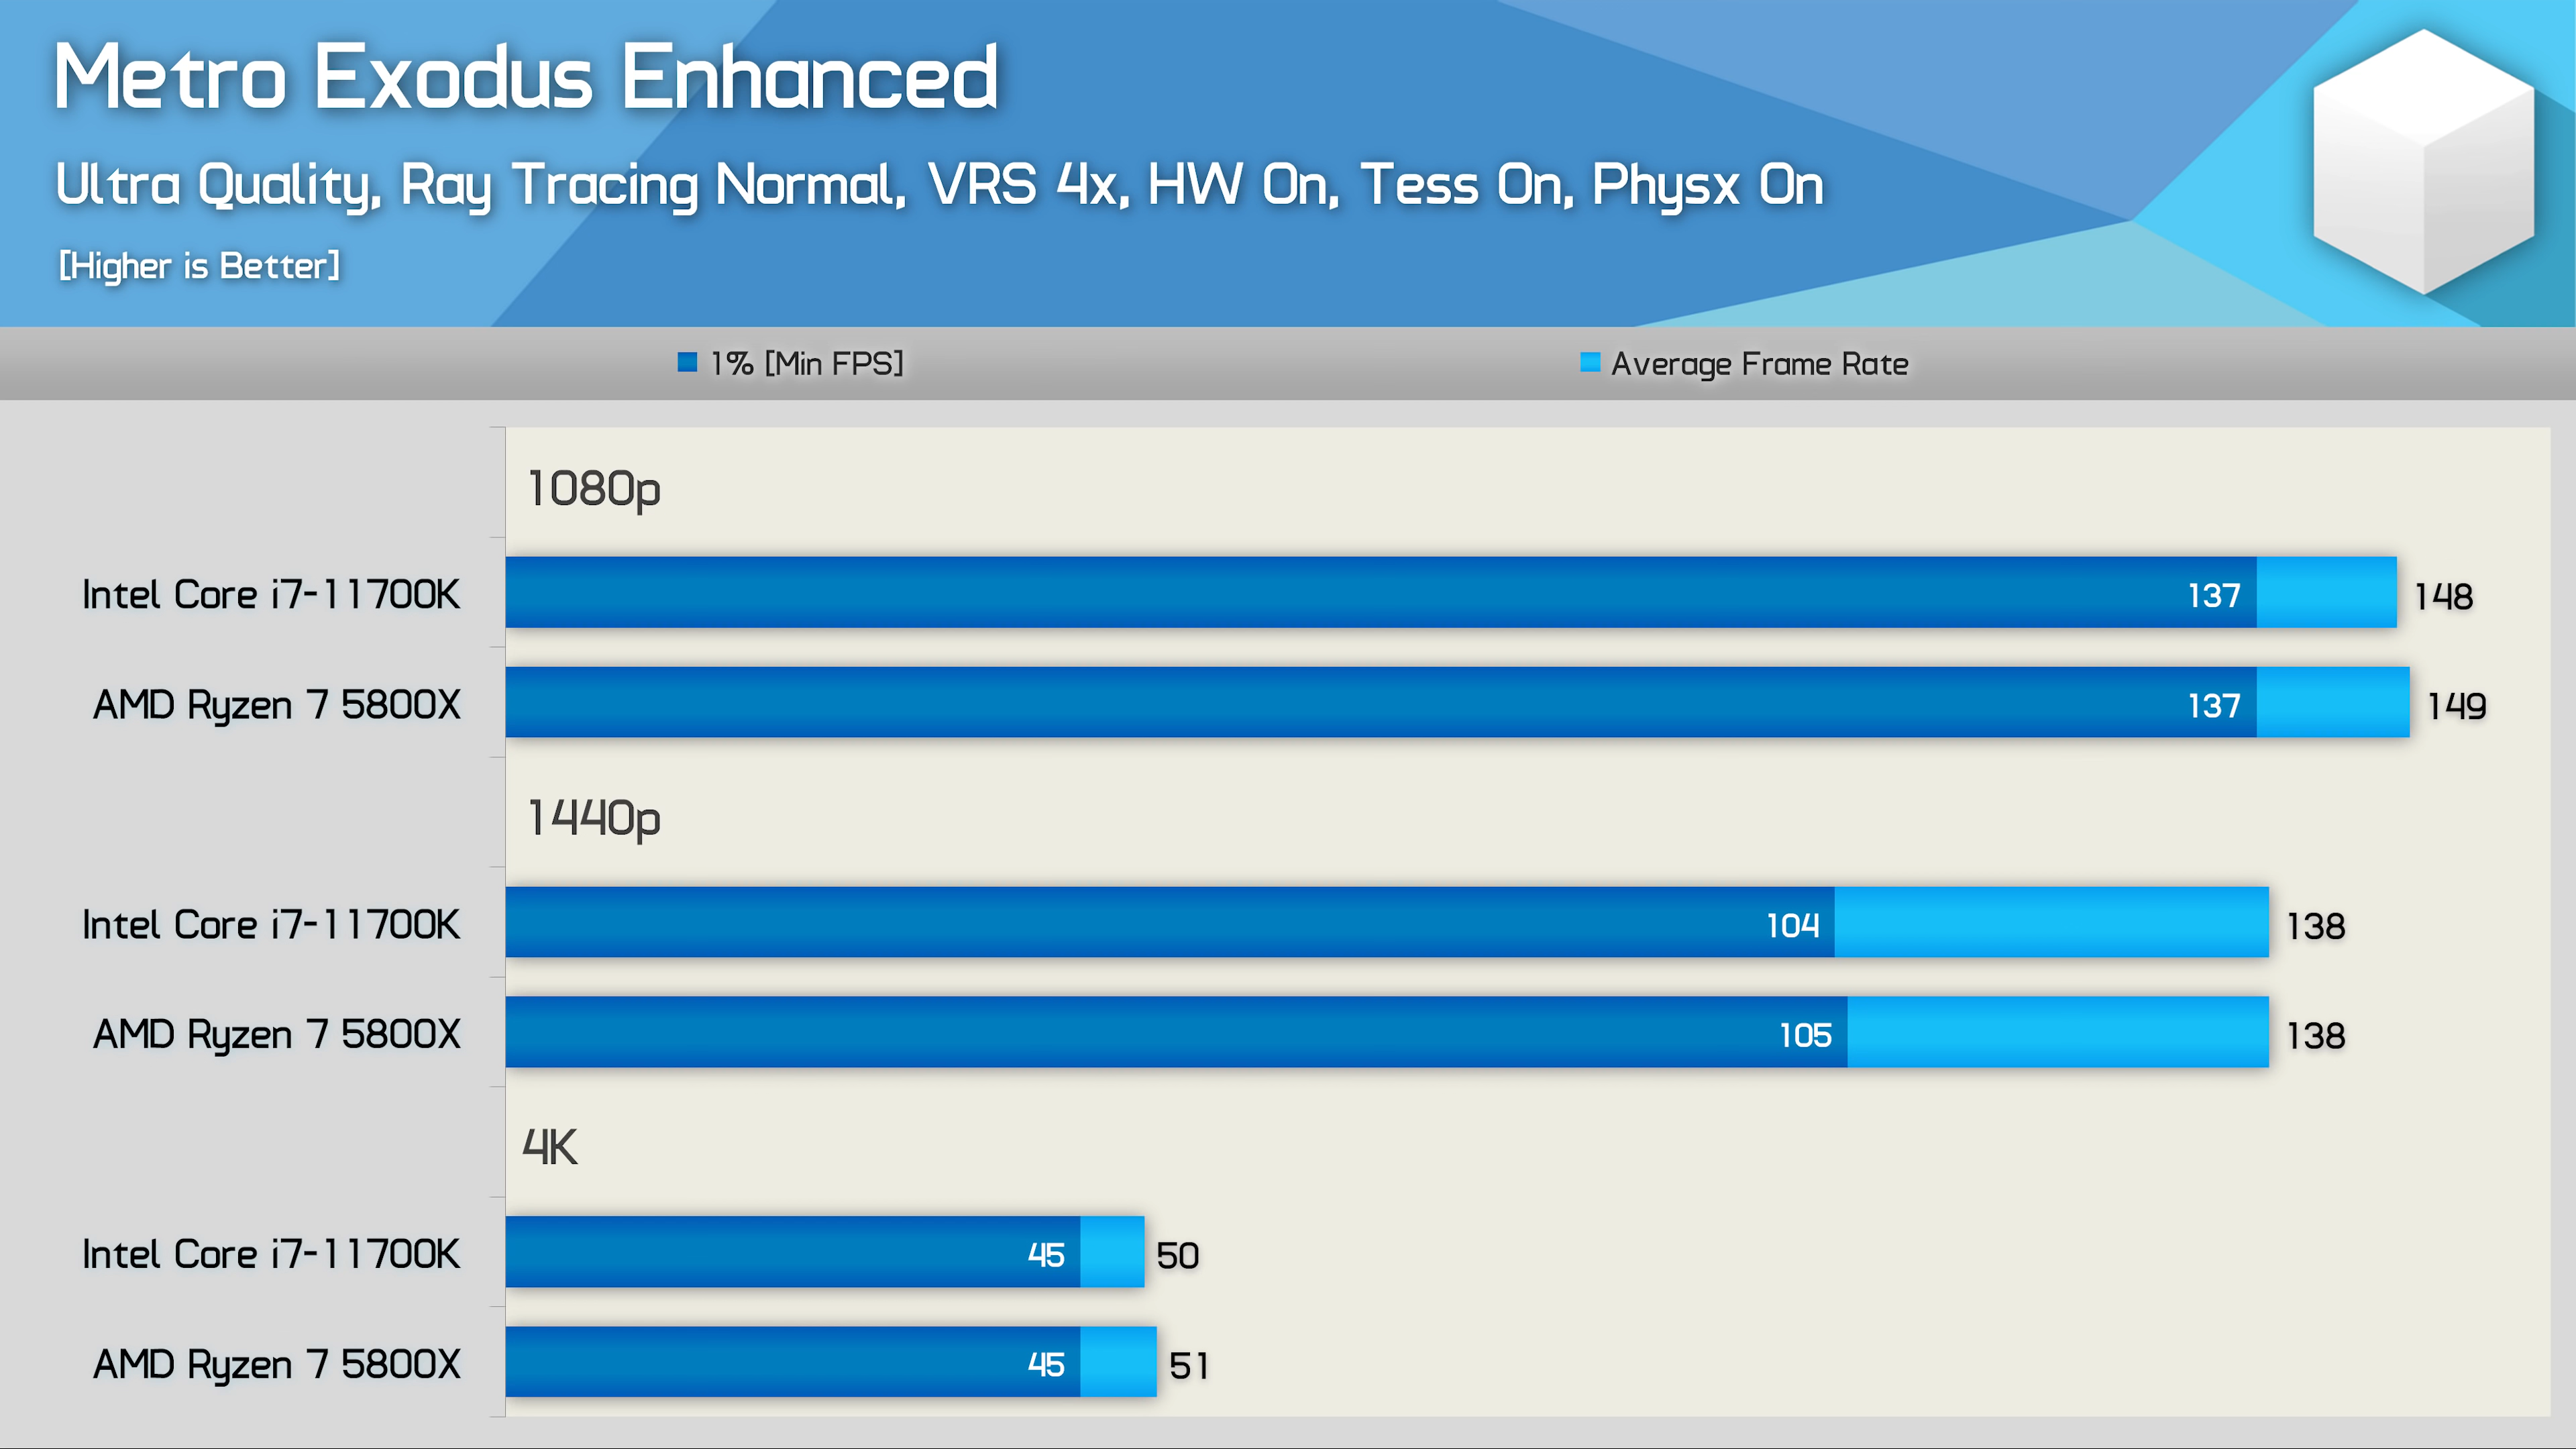 Metro Exodus Enhanced
Ultra Quality, Ray Tracing Normal, VRS 4x, HW On, Tess On, Physx On
[Higher is Better]
1% [Min FPS] Average Frame Rate
1080p
Intel Core i7-11700K 137 148
AMD Ryzen 7 5800X 137 149
1440p
Intel Core i7-11700K 104 138
AMD Ryzen 7 5800X 105 138
4K
Intel Core i7-11700K 45 50
AMD Ryzen 7 5800X 45 51